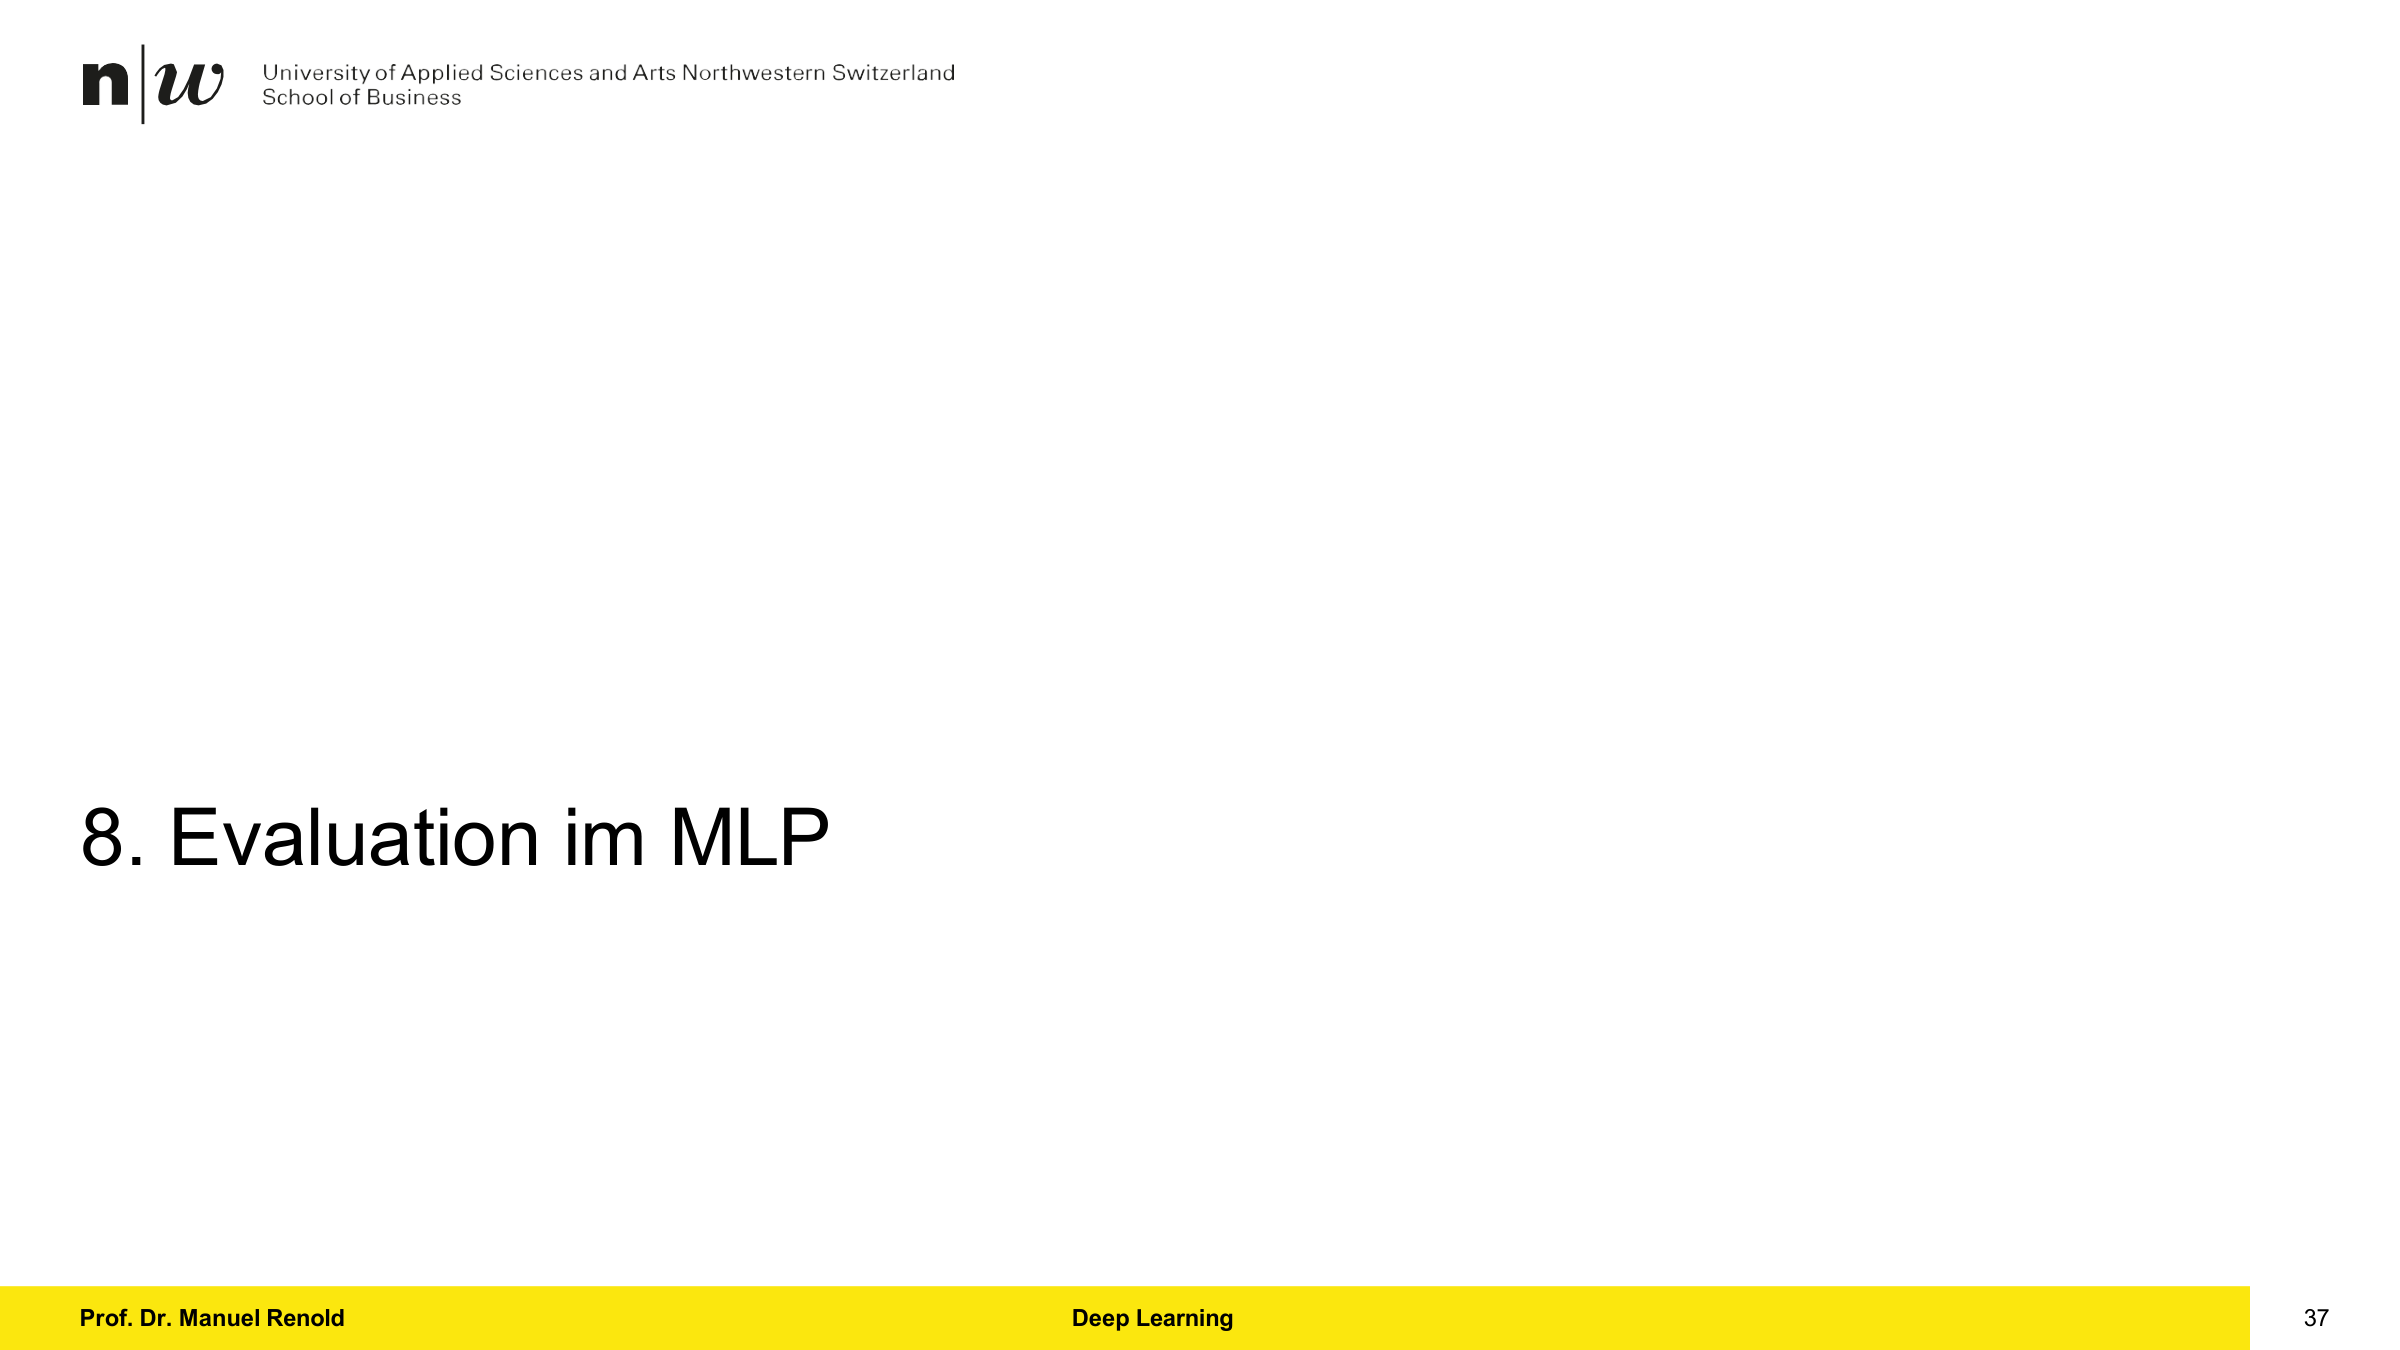 n|w
University of Applied Sciences and Arts Northwestern Switzerland
School of Business
8. Evaluation im MLP
Prof. Dr. Manuel Renold
Deep Learning
37